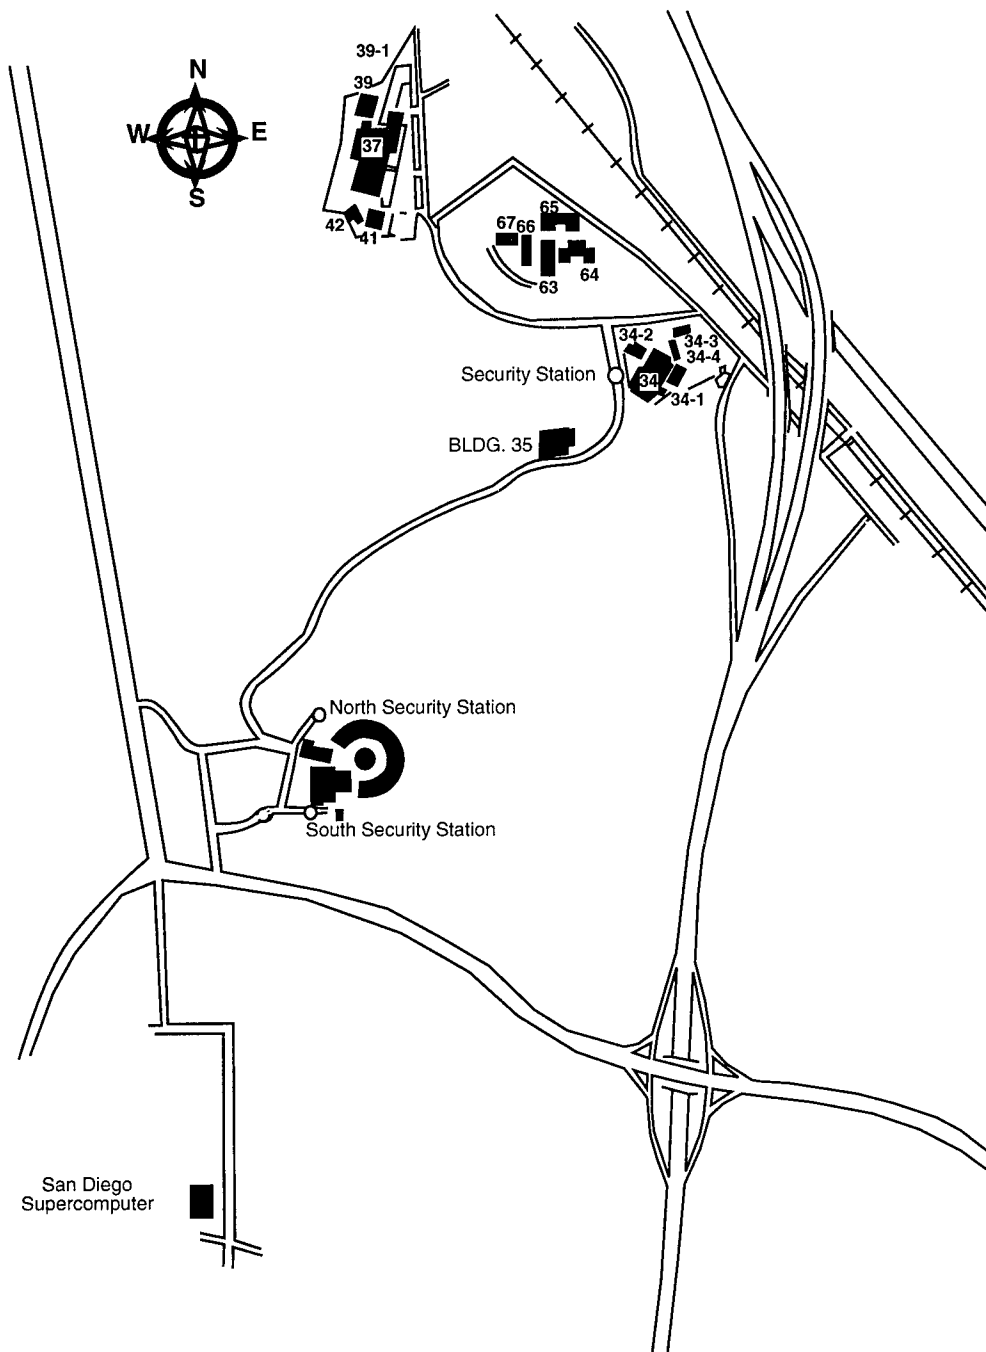 39-1
N
39
W
E
37
S
42
41
65
67
66
64
63
34-2
34-3
34-4
Security Station
34
34-1
BLDG. 35
North Security Station
South Security Station
San Diego
Supercomputer